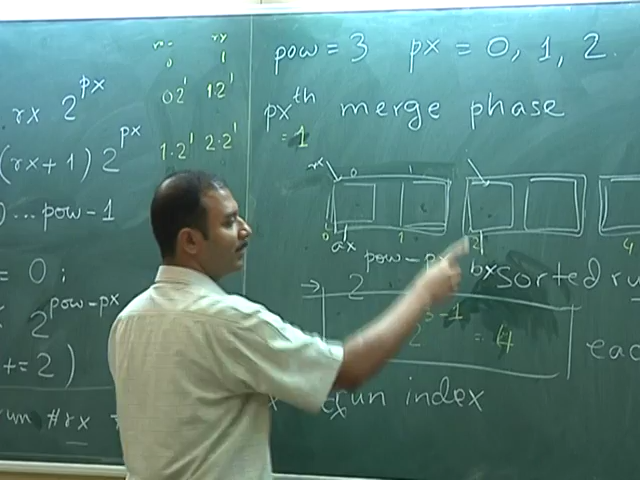 rx 2^px
(rx+1) 2^px
) ... pow-1
= 0 ;
2^pow-px
+= 2 )
run #rx
rx
0 1
0 2^1 1 2^1
1·2^1 2·2^1
pow = 3 px = 0, 1, 2.
px^th merge phase
= 1
rx 0 1
0 1 2 4
ax bx
→ 2^pow-px sorted ru
2^3-1 = 4 eac
run index